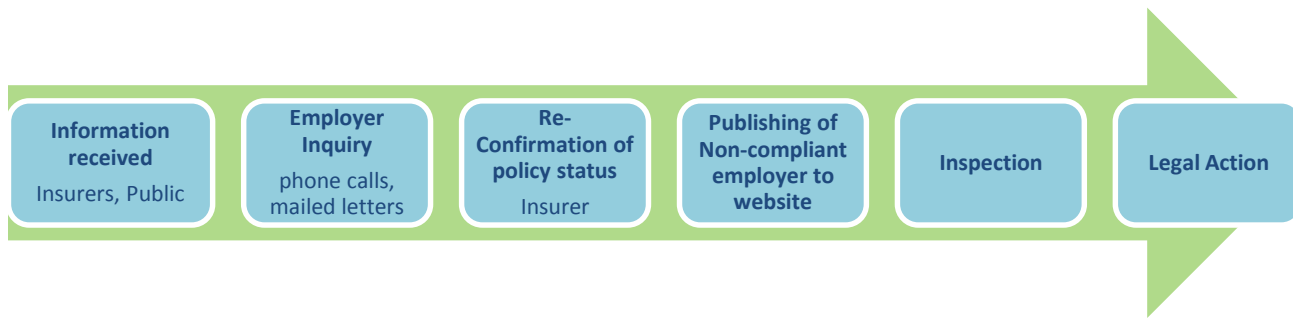 Information
received
Insurers, Public
Employer
Inquiry
phone calls,
mailed letters
Re-
Confirmation of
policy status
Insurer
Publishing of
Non-compliant
employer to
website
Inspection
Legal Action